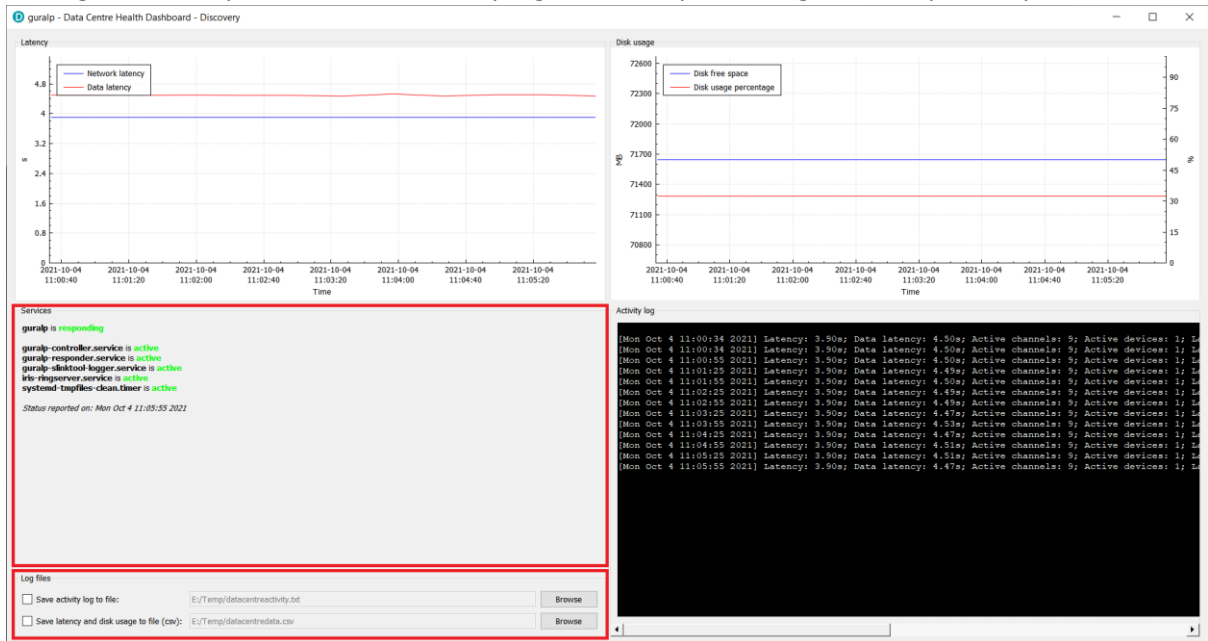 guralp - Data Centre Health Dashboard - Discovery
Latency
Network latency
Data latency
4.8
4
3.2
2.4
1.6
0.8
0
s
2021-10-04 2021-10-04 2021-10-04 2021-10-04 2021-10-04 2021-10-04 2021-10-04 2021-10-04
11:00:40 11:01:20 11:02:00 11:02:40 11:03:20 11:04:00 11:04:40 11:05:20
Time
Disk usage
Disk free space
Disk usage percentage
72600
72300
72000
71700
71400
71100
70800
MB
90
75
60
45
30
15
0
%
2021-10-04 2021-10-04 2021-10-04 2021-10-04 2021-10-04 2021-10-04 2021-10-04 2021-10-04
11:00:40 11:01:20 11:02:00 11:02:40 11:03:20 11:04:00 11:04:40 11:05:20
Time
Services
guralp is responding
guralp-controller.service is active
guralp-responder.service is active
guralp-slinktool-logger.service is active
iris-ringserver.service is active
systemd-tmpfiles-clean.timer is active
Status reported on: Mon Oct 4 11:05:55 2021
Activity log
[Mon Oct 4 11:00:34 2021] Latency: 3.90s; Data latency: 4.50s; Active channels: 9; Active devices: 1;
[Mon Oct 4 11:00:34 2021] Latency: 3.90s; Data latency: 4.50s; Active channels: 9; Active devices: 1;
[Mon Oct 4 11:00:55 2021] Latency: 3.90s; Data latency: 4.50s; Active channels: 9; Active devices: 1;
[Mon Oct 4 11:01:25 2021] Latency: 3.90s; Data latency: 4.49s; Active channels: 9; Active devices: 1;
[Mon Oct 4 11:01:55 2021] Latency: 3.90s; Data latency: 4.50s; Active channels: 9; Active devices: 1;
[Mon Oct 4 11:02:25 2021] Latency: 3.90s; Data latency: 4.49s; Active channels: 9; Active devices: 1;
[Mon Oct 4 11:02:55 2021] Latency: 3.90s; Data latency: 4.49s; Active channels: 9; Active devices: 1;
[Mon Oct 4 11:03:25 2021] Latency: 3.90s; Data latency: 4.47s; Active channels: 9; Active devices: 1;
[Mon Oct 4 11:03:55 2021] Latency: 3.90s; Data latency: 4.53s; Active channels: 9; Active devices: 1;
[Mon Oct 4 11:04:25 2021] Latency: 3.90s; Data latency: 4.47s; Active channels: 9; Active devices: 1;
[Mon Oct 4 11:04:55 2021] Latency: 3.90s; Data latency: 4.51s; Active channels: 9; Active devices: 1;
[Mon Oct 4 11:05:25 2021] Latency: 3.90s; Data latency: 4.51s; Active channels: 9; Active devices: 1;
[Mon Oct 4 11:05:55 2021] Latency: 3.90s; Data latency: 4.47s; Active channels: 9; Active devices: 1;
Log files
Save activity log to file: E:/Temp/datacentreactivity.txt Browse
Save latency and disk usage to file (csv): E:/Temp/datacentredata.csv Browse